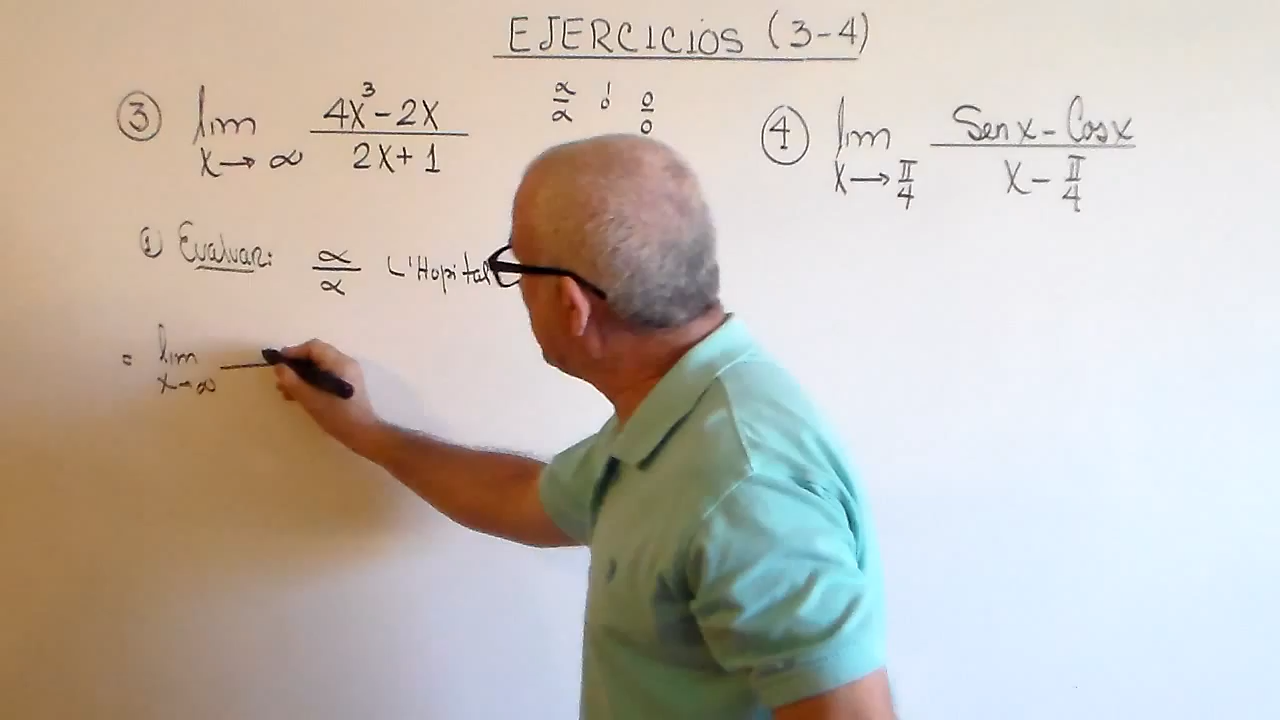 EJERCICIOS (3-4)
③ lim x→∞ (4x³-2x)/(2x+1)
∝/∝ ó 0/0
④ lim x→π/4 (Sen x - Cos x)/(x - π/4)
① Evaluar: ∝/∝ L'Hopital
= lim x→∞